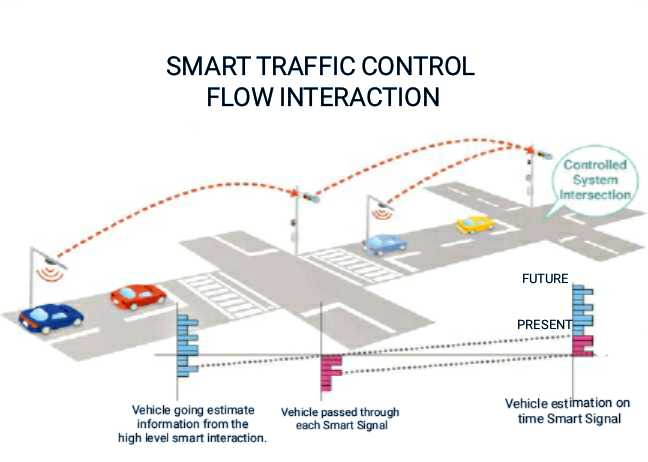 SMART TRAFFIC CONTROL
FLOW INTERACTION
Controlled
System
Intersection
FUTURE
PRESENT
Vehicle going estimate
information from the
high level smart interaction.
Vehicle passed through
each Smart Signal
Vehicle estimation on
time Smart Signal